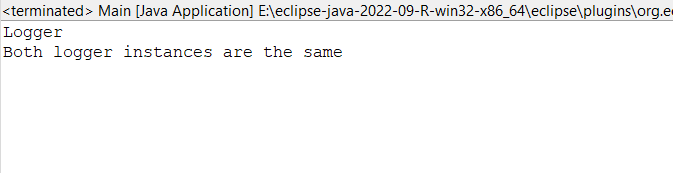 <terminated> Main [Java Application] E:\eclipse-java-2022-09-R-win32-x86_64\eclipse\plugins\org.e
Logger
Both logger instances are the same